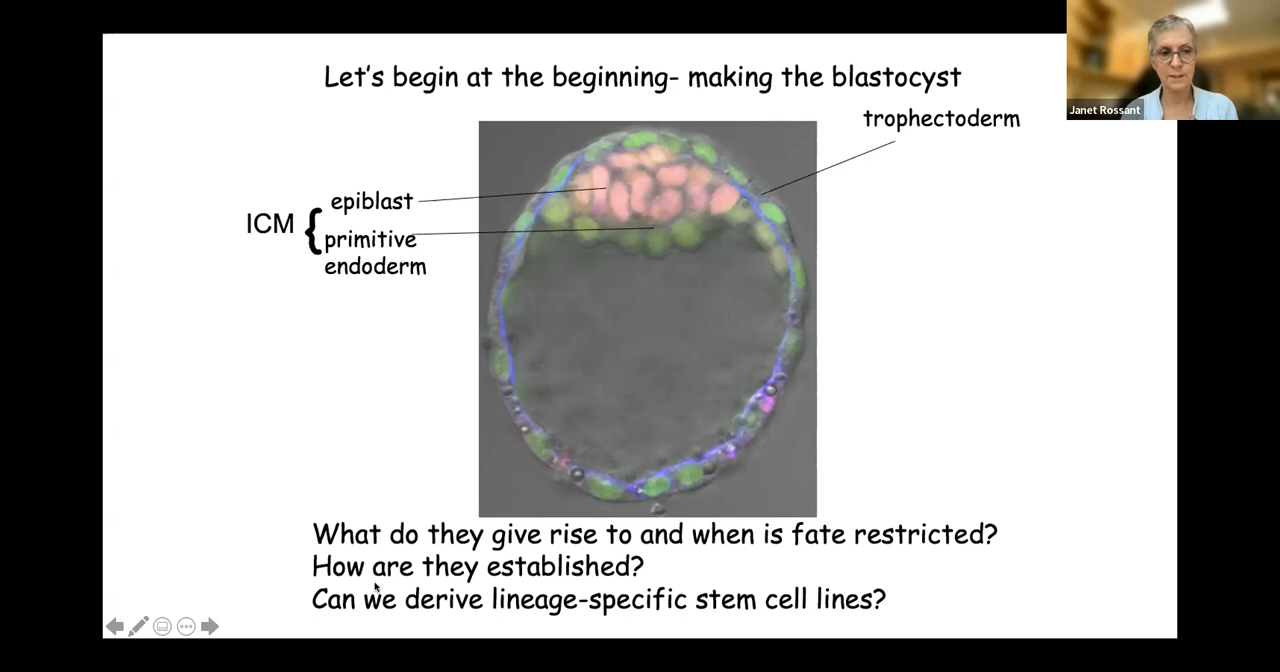 Let's begin at the beginning- making the blastocyst
Janet Rossant
trophectoderm
epiblast
ICM {
primitive
endoderm
What do they give rise to and when is fate restricted?
How are they established?
Can we derive lineage-specific stem cell lines?